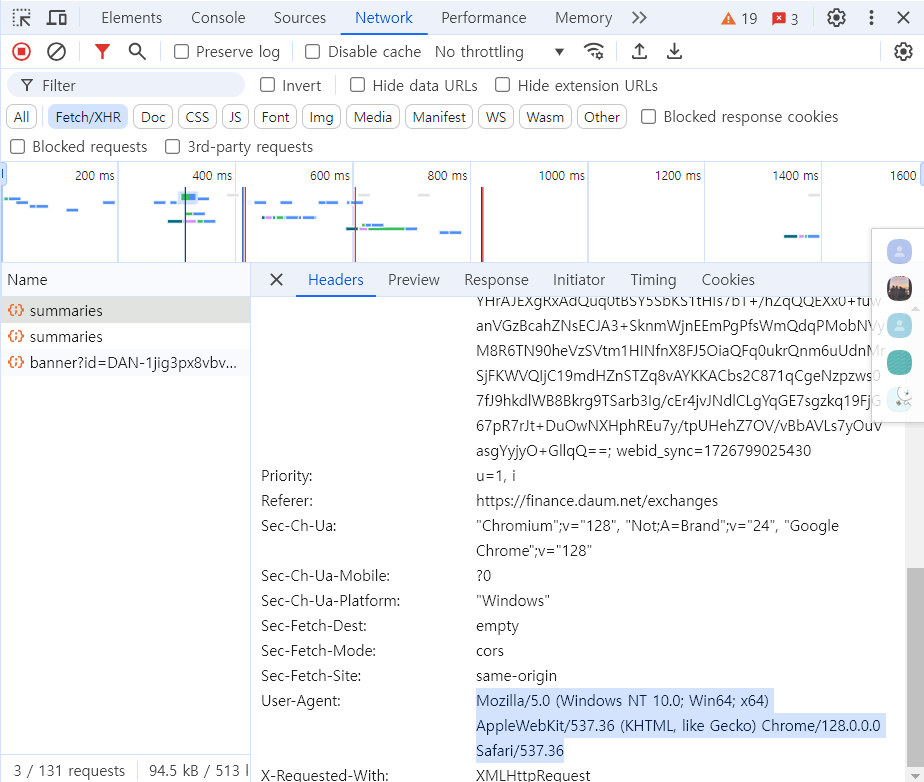 Elements Console Sources Network Performance Memory 19 3
Preserve log Disable cache No throttling
Filter Invert Hide data URLs Hide extension URLs
All Fetch/XHR Doc CSS JS Font Img Media Manifest WS Wasm Other Blocked response cookies
Blocked requests 3rd-party requests
200 ms 400 ms 600 ms 800 ms 1000 ms 1200 ms 1400 ms 1600
Name Headers Preview Response Initiator Timing Cookies
summaries
summaries
banner?id=DAN-1jig3px8vbv...
anVGzBcahZNsECJA3+SknmWjnEEmPgPfsWmQdqPMobNVy
M8R6TN90heVzSVtm1HINfnX8FJ5OiaQFq0ukrQnm6uUdnMr
SjFKWVQljC19mdHZnSTZq8vAYKKACbs2C871qCgeNzpzws0
7fJ9hkdlWB8Bkrg9TSarb3Ig/cEr4jvJNdlCLgYqGE7sgzkq19FjG
67pR7rJt+DuOwNXHphREu7y/tpUHehZ7OV/vBbAVLs7yOuV
asgYyjyO+GllqQ==; webid_sync=1726799025430
Priority: u=1, i
Referer: https://finance.daum.net/exchanges
Sec-Ch-Ua: "Chromium";v="128", "Not;A=Brand";v="24", "Google
Chrome";v="128"
Sec-Ch-Ua-Mobile: ?0
Sec-Ch-Ua-Platform: "Windows"
Sec-Fetch-Dest: empty
Sec-Fetch-Mode: cors
Sec-Fetch-Site: same-origin
User-Agent: Mozilla/5.0 (Windows NT 10.0; Win64; x64)
AppleWebKit/537.36 (KHTML, like Gecko) Chrome/128.0.0.0
Safari/537.36
X-Requested-With: XMLHttpRequest
3 / 131 requests 94.5 kB / 513